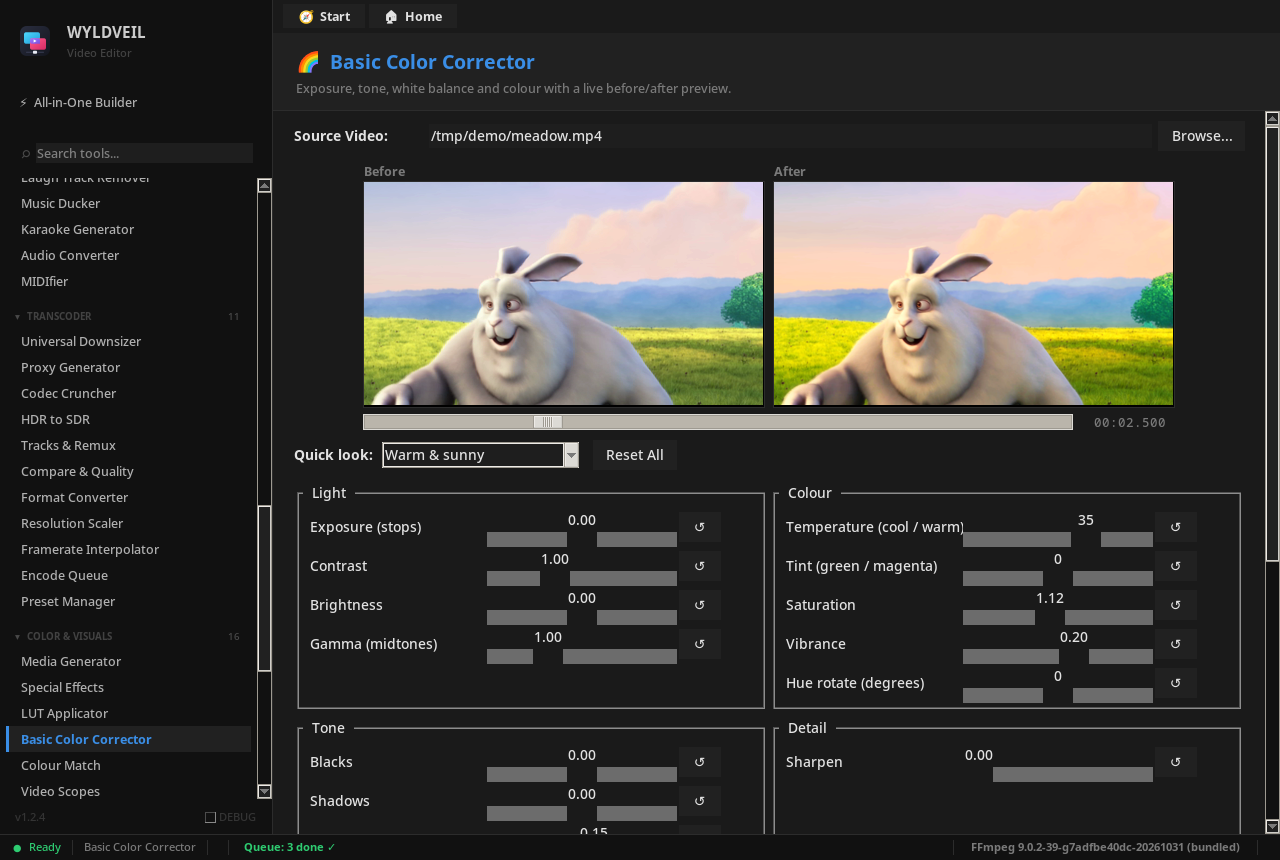 WYLDVEIL
Video Editor
All-in-One Builder
Search tools...
Laugh Track Remover
Music Ducker
Karaoke Generator
Audio Converter
MIDIfier
TRANSCODER 11
Universal Downsizer
Proxy Generator
Codec Cruncher
HDR to SDR
Tracks & Remux
Compare & Quality
Format Converter
Resolution Scaler
Framerate Interpolator
Encode Queue
Preset Manager
COLOR & VISUALS 16
Media Generator
Special Effects
LUT Applicator
Basic Color Corrector
Colour Match
Video Scopes
v1.2.4 DEBUG
Start Home
Basic Color Corrector
Exposure, tone, white balance and colour with a live before/after preview.
Source Video: /tmp/demo/meadow.mp4 Browse...
Before After
00:02.500
Quick look: Warm & sunny Reset All
Light
Exposure (stops) 0.00 ↺
Contrast 1.00 ↺
Brightness 0.00 ↺
Gamma (midtones) 1.00 ↺
Colour
Temperature (cool / warm) 35 ↺
Tint (green / magenta) 0 ↺
Saturation 1.12 ↺
Vibrance 0.20 ↺
Hue rotate (degrees) 0 ↺
Tone
Blacks 0.00 ↺
Shadows 0.00 ↺
0.15
Detail
Sharpen 0.00 ↺
Ready Basic Color Corrector Queue: 3 done ✓ FFmpeg 9.0.2-39-g7adfbe40dc-20261031 (bundled)